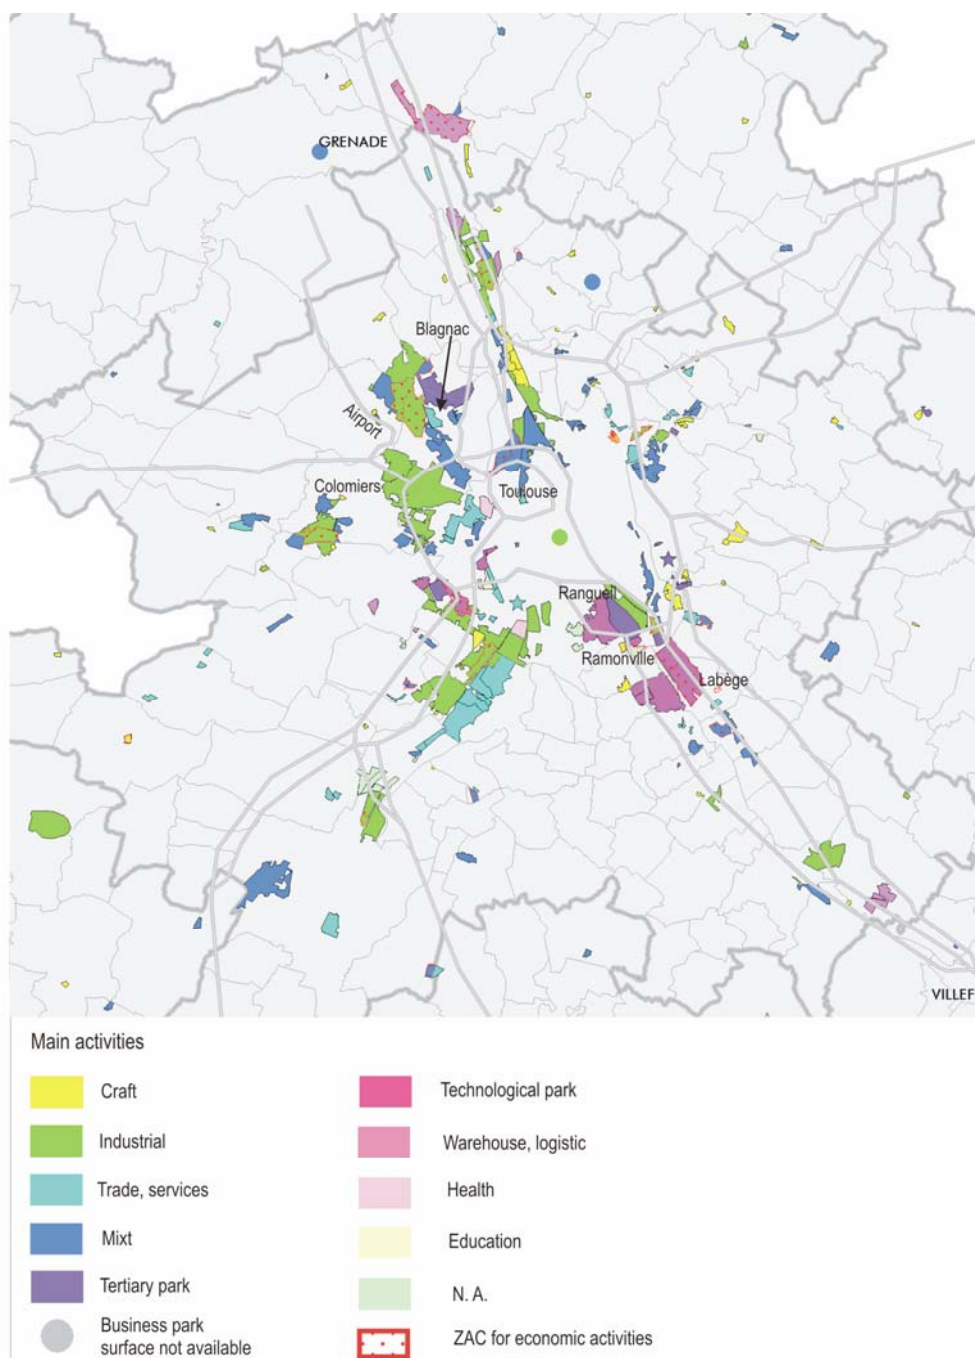 GRENADE
Blagnac
Airport
Colomiers
Toulouse
Rangueil
Ramonville
Labège
VILLEF
Main activities
Craft
Industrial
Trade, services
Mixt
Tertiary park
Business park
surface not available
Technological park
Warehouse, logistic
Health
Education
N. A.
ZAC for economic activities